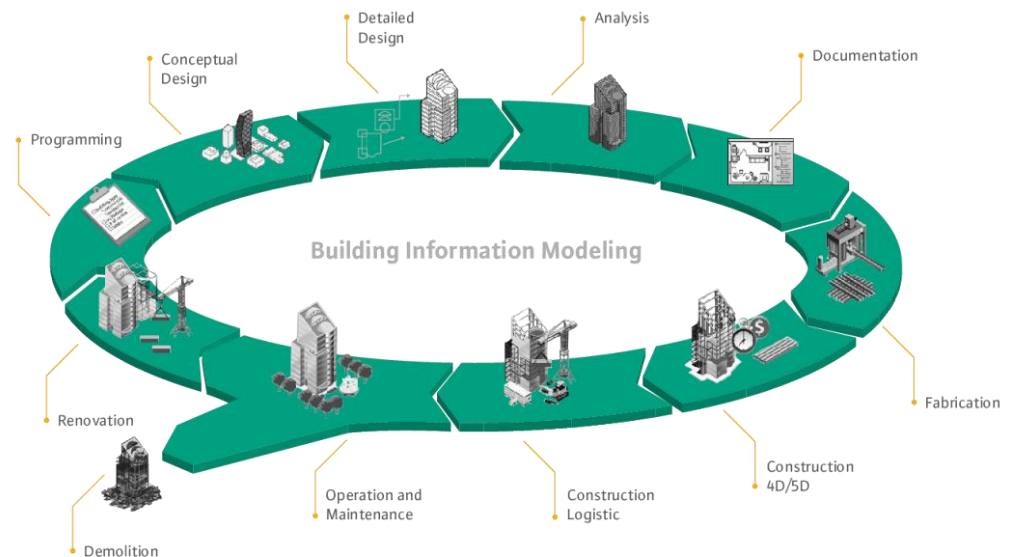 Detailed
Design
Analysis
Conceptual
Design
Documentation
Programming
Building Information Modeling
$
Renovation
Fabrication
Construction
4D/5D
Operation and
Maintenance
Construction
Logistic
Demolition